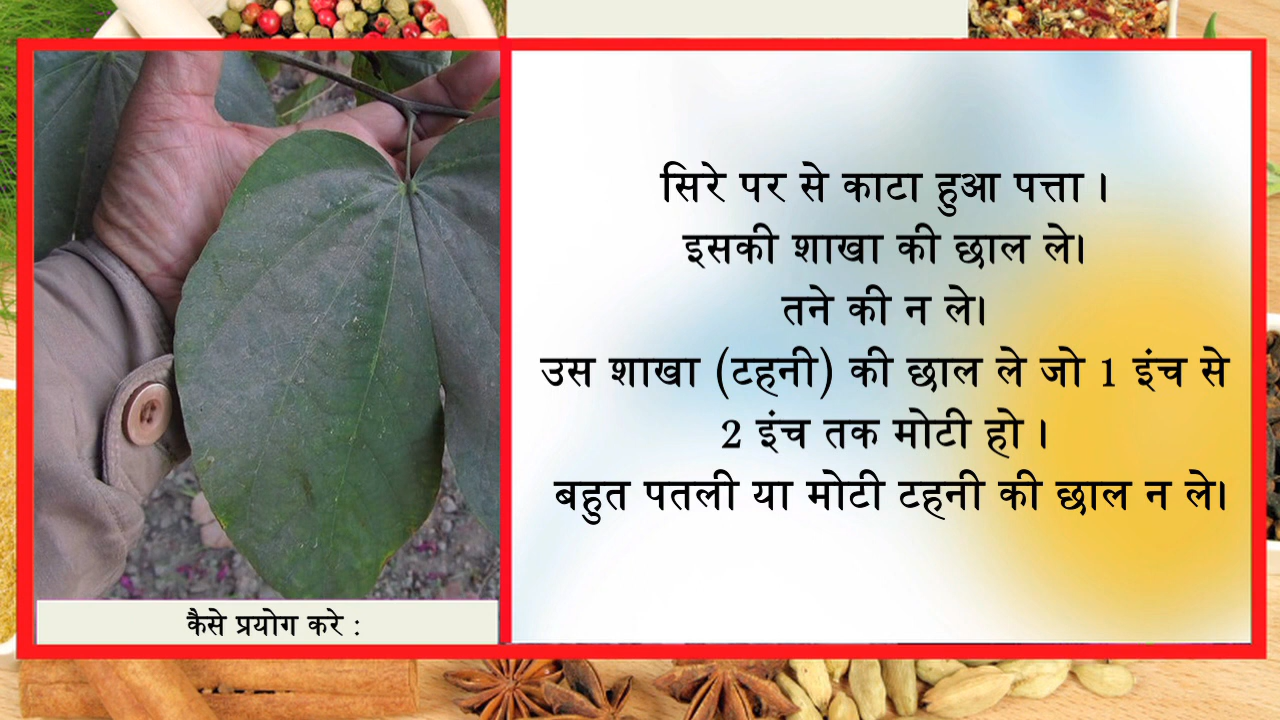 सिरे पर से काटा हुआ पत्ता ।
इसकी शाखा की छाल ले।
तने की न ले।
उस शाखा (टहनी) की छाल ले जो 1 इंच से
2 इंच तक मोटी हो ।
बहुत पतली या मोटी टहनी की छाल न ले।
कैसे प्रयोग करे :